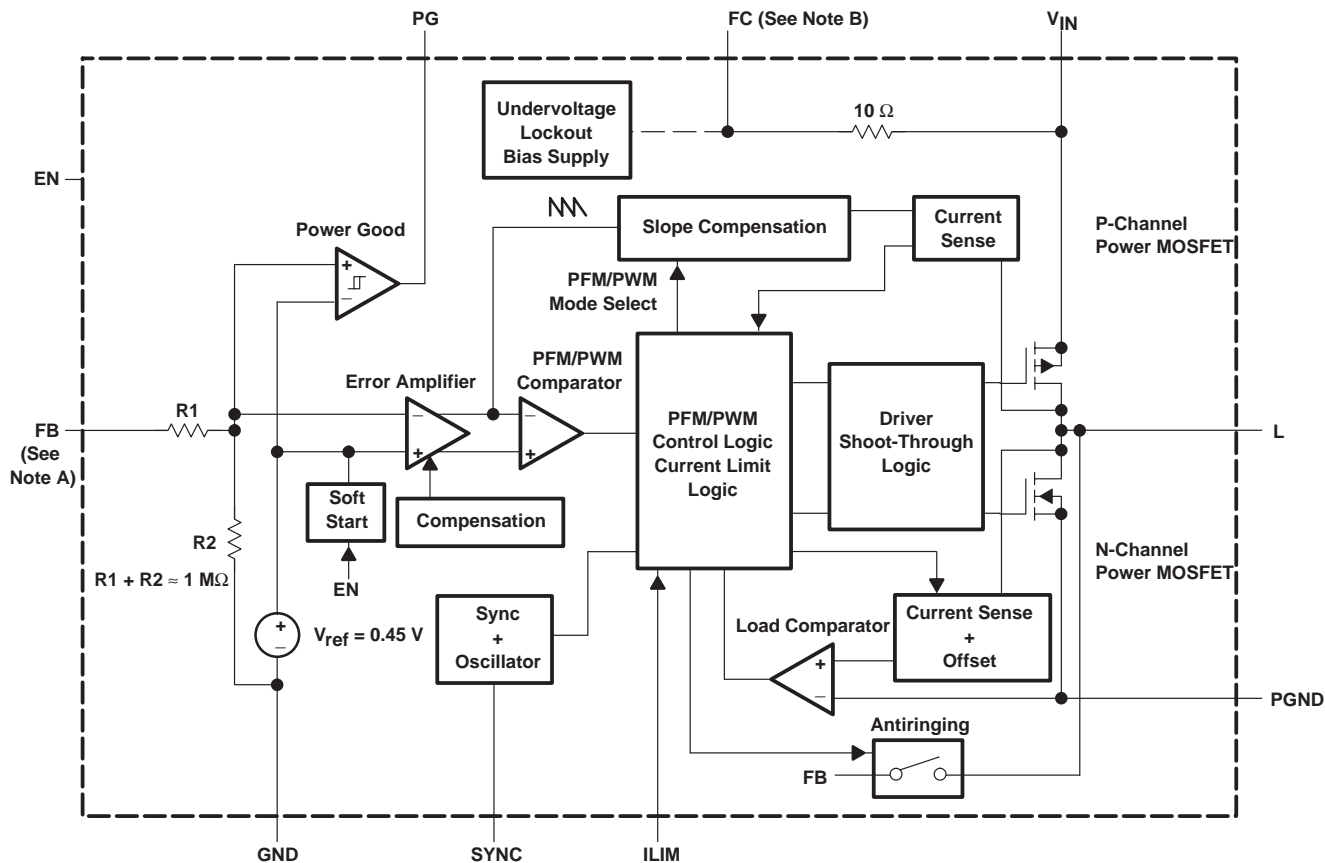 PG
FC (See Note B)
VIN
Undervoltage
Lockout
Bias Supply
10 Ω
EN
Slope Compensation
Current
Sense
P-Channel
Power MOSFET
Power Good
+
–
PFM/PWM
Mode Select
PFM/PWM
Comparator
Error Amplifier
R1
–
+
–
+
PFM/PWM
Control Logic
Current Limit
Logic
Driver
Shoot-Through
Logic
FB
(See
Note A)
L
Soft
Start
Compensation
R2
R1 + R2 ≈ 1 MΩ
EN
N-Channel
Power MOSFET
+
–
Vref = 0.45 V
Sync
+
Oscillator
Load Comparator
+
–
Current Sense
+
Offset
PGND
Antiringing
FB
GND
SYNC
ILIM